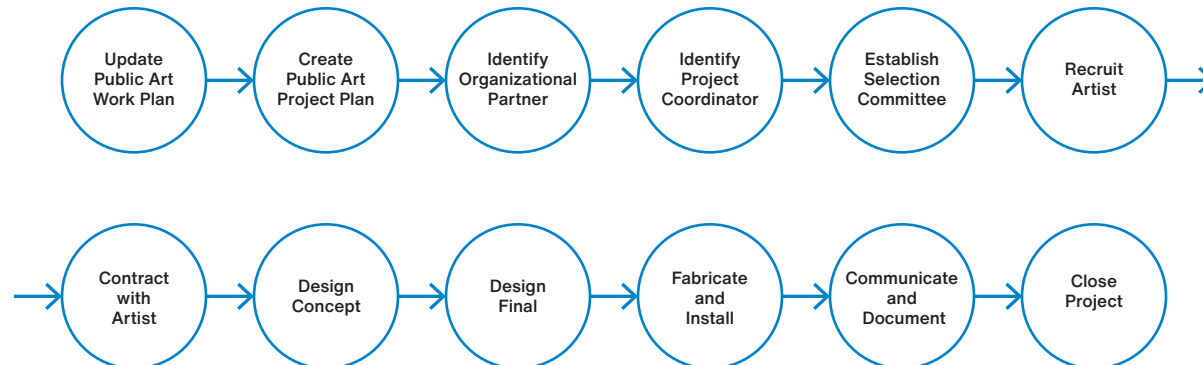 Update
Public Art
Work Plan
Create
Public Art
Project Plan
Identify
Organizational
Partner
Identify
Project
Coordinator
Establish
Selection
Committee
Recruit
Artist
Contract
with
Artist
Design
Concept
Design
Final
Fabricate
and
Install
Communicate
and
Document
Close
Project